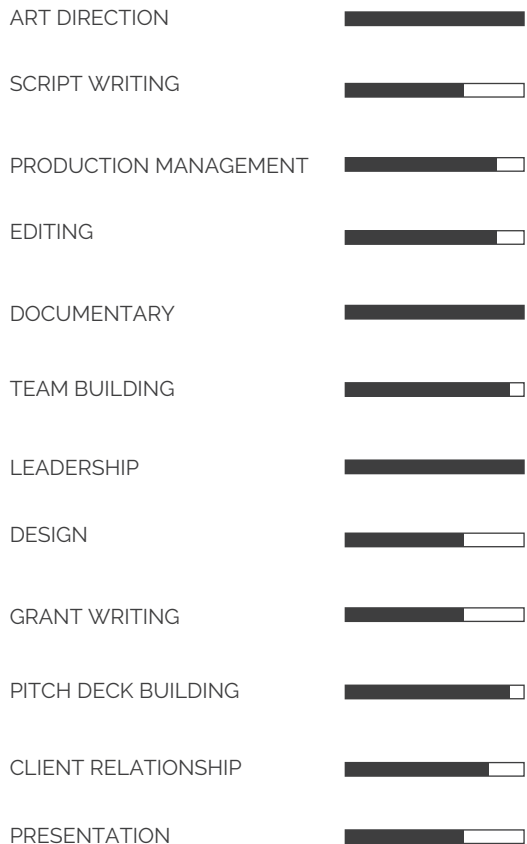 ART DIRECTION
SCRIPT WRITING
PRODUCTION MANAGEMENT
EDITING
DOCUMENTARY
TEAM BUILDING
LEADERSHIP
DESIGN
GRANT WRITING
PITCH DECK BUILDING
CLIENT RELATIONSHIP
PRESENTATION